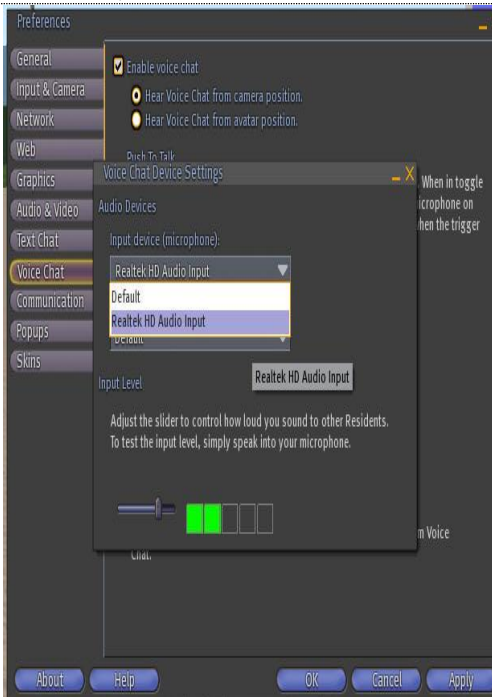 Preferences
General
Input & Camera
Network
Web
Graphics
Audio & Video
Text Chat
Voice Chat
Communication
Popups
Skins
Enable voice chat
Hear Voice Chat from camera position.
Hear Voice Chat from avatar position.
Push To Talk
When in toggle
icrophone on
hen the trigger
Voice Chat Device Settings
Audio Devices
Input device (microphone):
Realtek HD Audio Input
Default
Realtek HD Audio Input
Default
Realtek HD Audio Input
Input Level
Adjust the slider to control how loud you sound to other Residents.
To test the input level, simply speak into your microphone.
m Voice
Chat.
About
Help
OK
Cancel
Apply